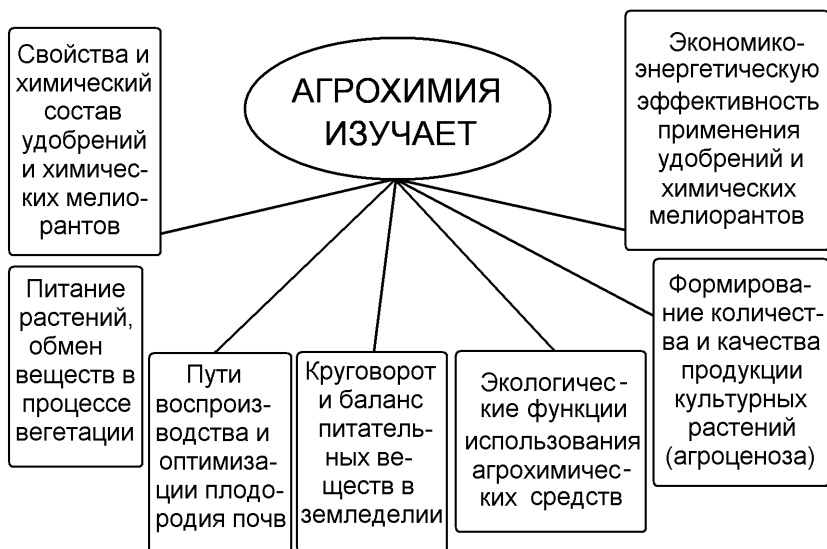 АГРОХИМИЯ
ИЗУЧАЕТ
Свойства и
химический
состав
удобрений
и химичес-
ких мелио-
рантов
Питание
растений,
обмен
веществ в
процессе
вегетации
Пути
воспроиз-
водства и
оптимиза-
ции плодо-
родия почв
Круговорот
и баланс
питатель-
ных ве-
ществ в
земледелии
Экологичес-
кие функции
использования
агрохимичес-
ких средств
Формирова-
ние количест-
ва и качества
продукции
культурных
растений
(агроценоза)
Экономико-
энергетическую
эффективность
применения
удобрений и
химических
мелиорантов